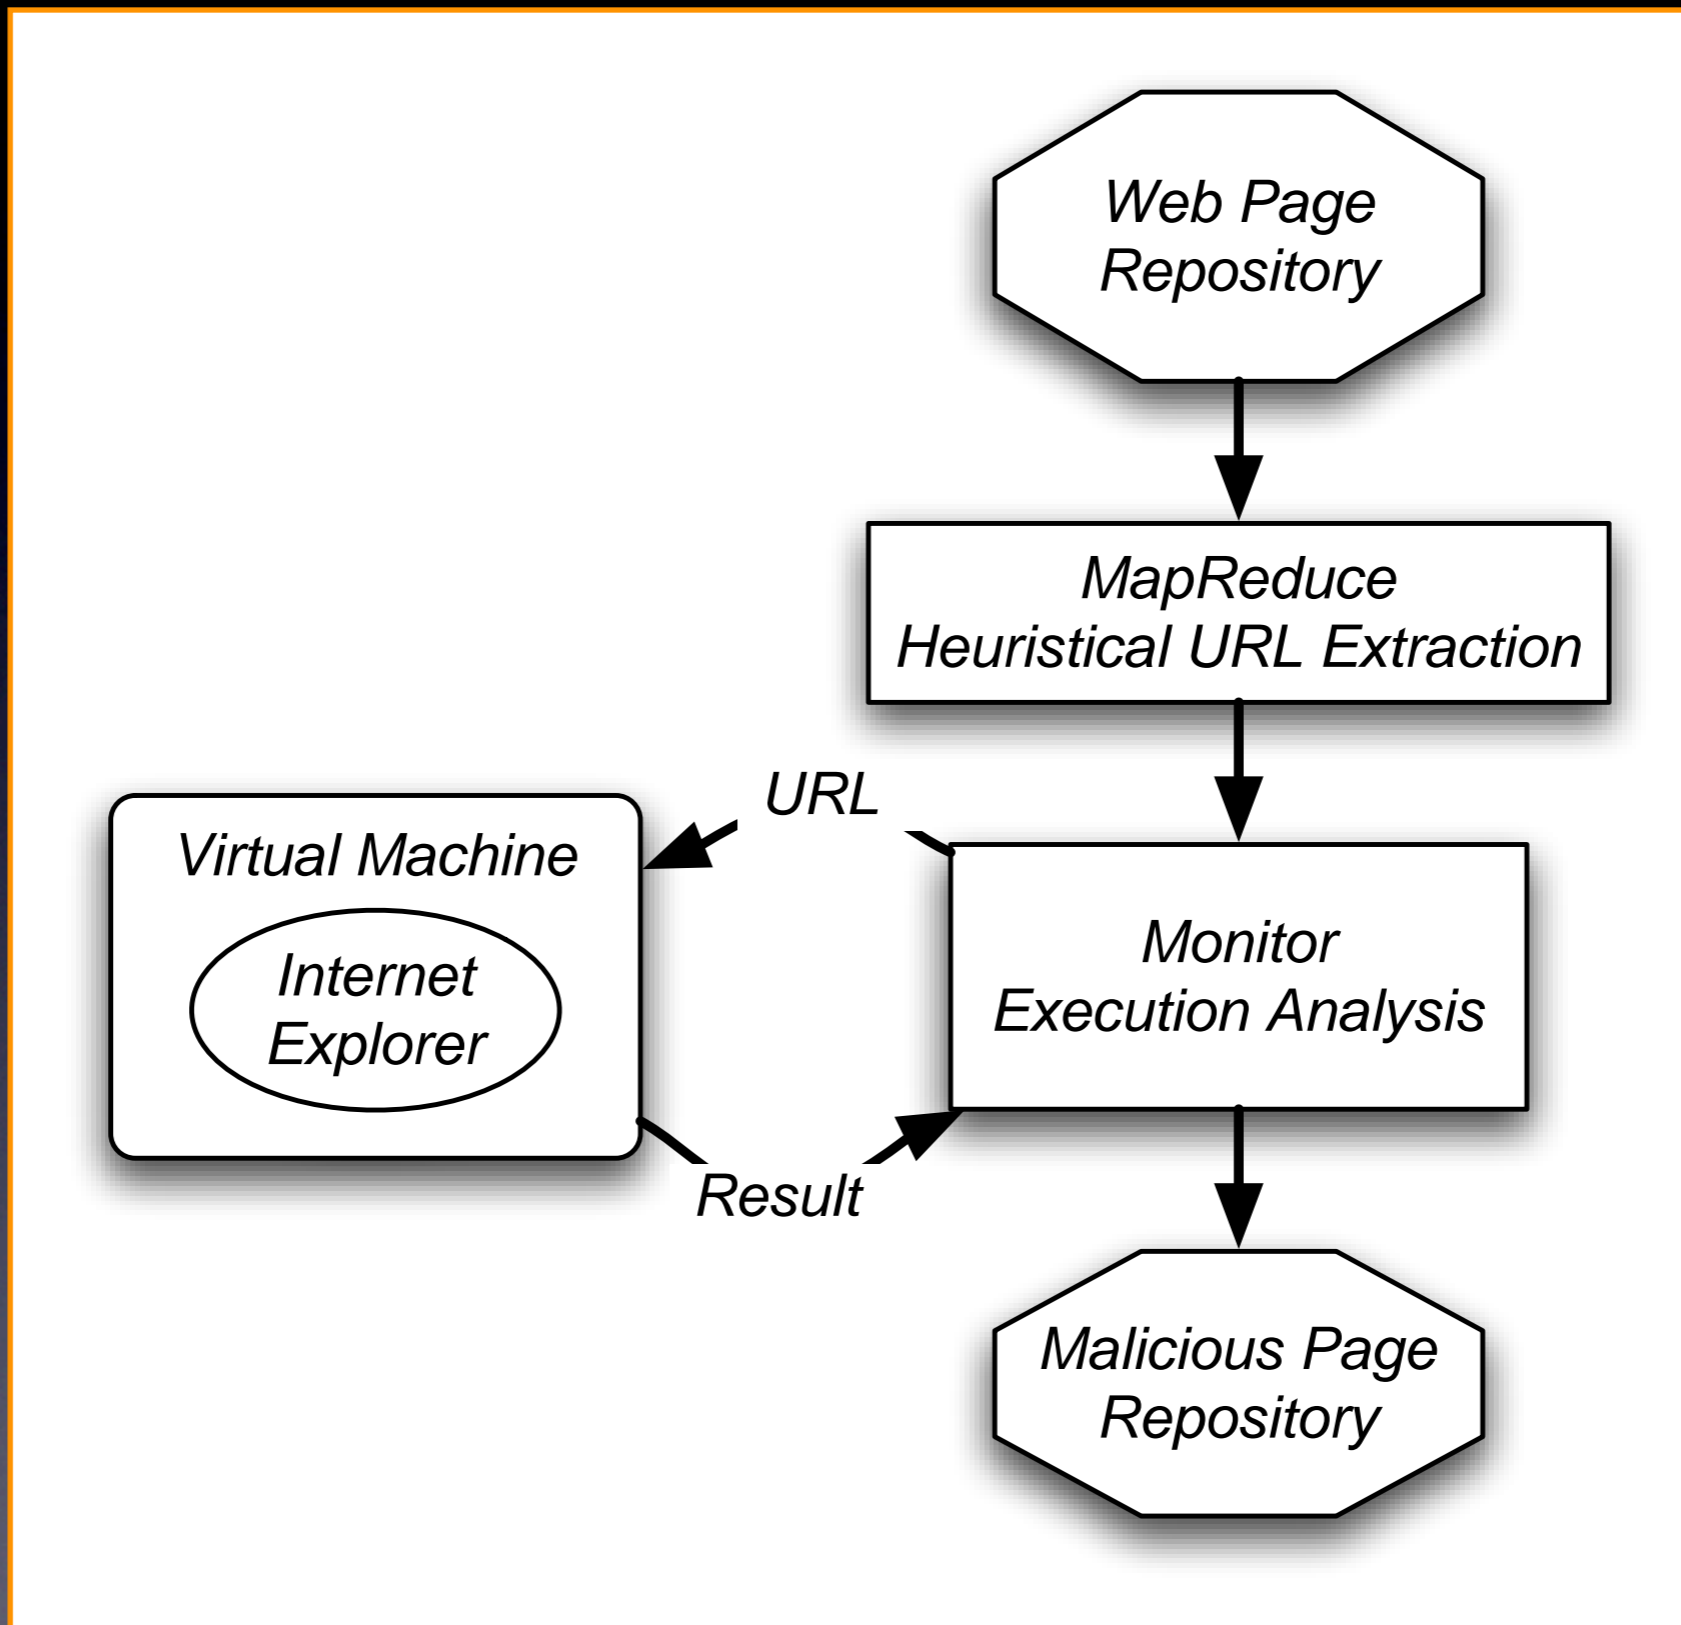 Web Page
Repository
MapReduce
Heuristical URL Extraction
URL
Virtual Machine
Internet
Explorer
Monitor
Execution Analysis
Result
Malicious Page
Repository